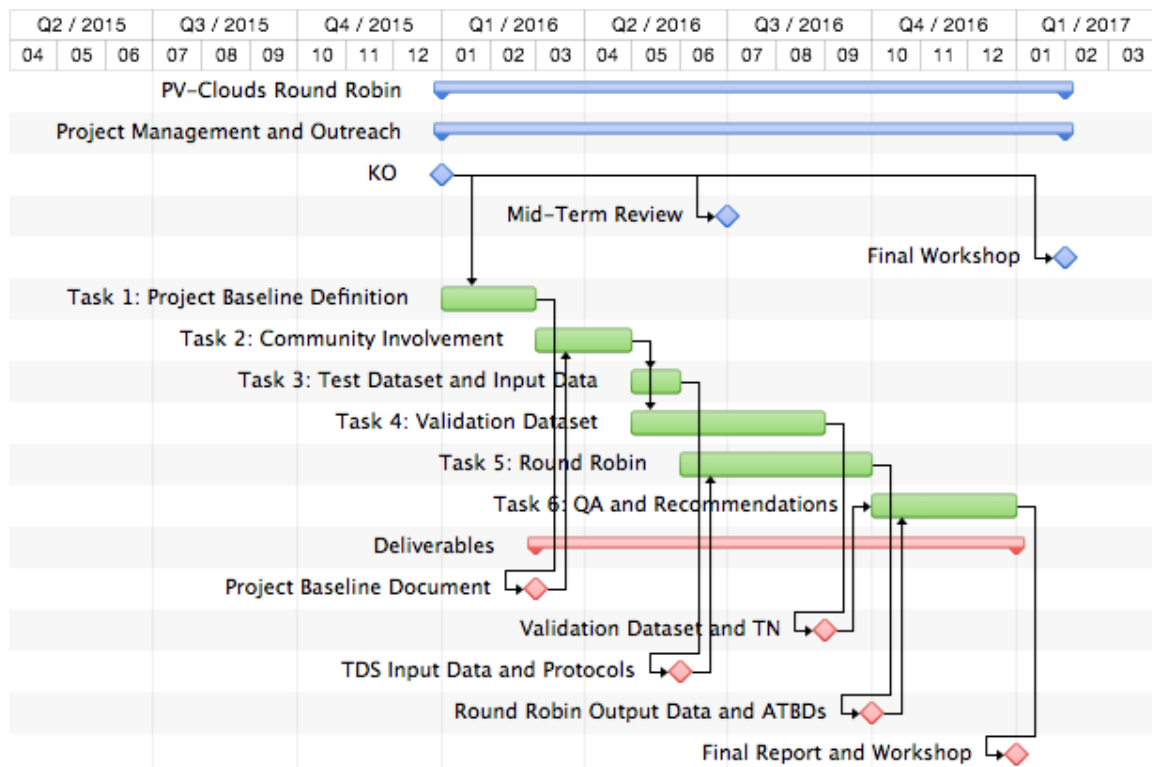 Q2 / 2015 Q3 / 2015 Q4 / 2015 Q1 / 2016 Q2 / 2016 Q3 / 2016 Q4 / 2016 Q1 / 2017
04 05 06 07 08 09 10 11 12 01 02 03 04 05 06 07 08 09 10 11 12 01 02 03
PV-Clouds Round Robin
Project Management and Outreach
KO
Mid-Term Review
Final Workshop
Task 1: Project Baseline Definition
Task 2: Community Involvement
Task 3: Test Dataset and Input Data
Task 4: Validation Dataset
Task 5: Round Robin
Task 6: QA and Recommendations
Deliverables
Project Baseline Document
Validation Dataset and TN
TDS Input Data and Protocols
Round Robin Output Data and ATBDs
Final Report and Workshop